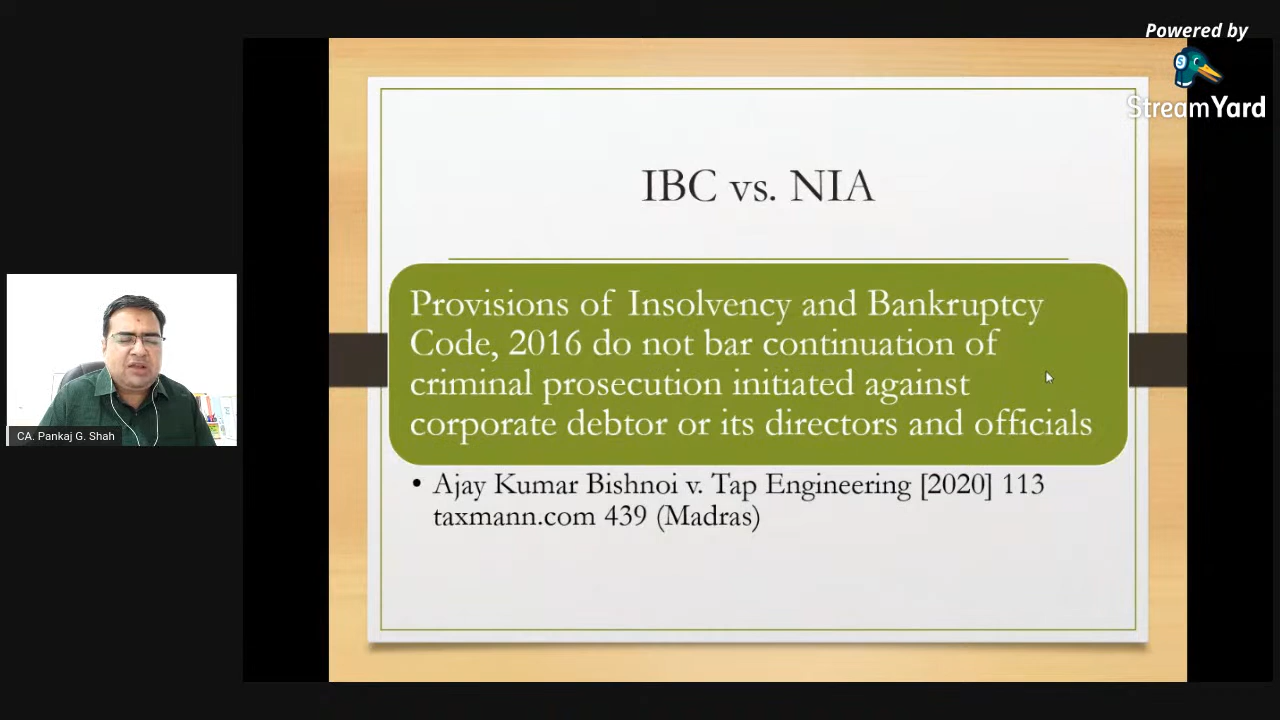 Powered by
StreamYard
IBC vs. NIA
Provisions of Insolvency and Bankruptcy
Code, 2016 do not bar continuation of
criminal prosecution initiated against
corporate debtor or its directors and officials
• Ajay Kumar Bishnoi v. Tap Engineering [2020] 113
taxmann.com 439 (Madras)
CA. Pankaj G. Shah